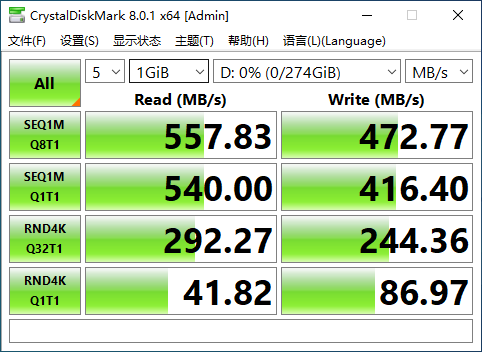 CrystalDiskMark 8.0.1 x64 [Admin]
文件(F) 设置(S) 显示状态 主题(T) 帮助(H) 语言(L)(Language)
All 5 1GiB D: 0% (0/274GiB) MB/s
Read (MB/s) Write (MB/s)
SEQ1M
Q8T1 557.83 472.77
SEQ1M
Q1T1 540.00 416.40
RND4K
Q32T1 292.27 244.36
RND4K
Q1T1 41.82 86.97